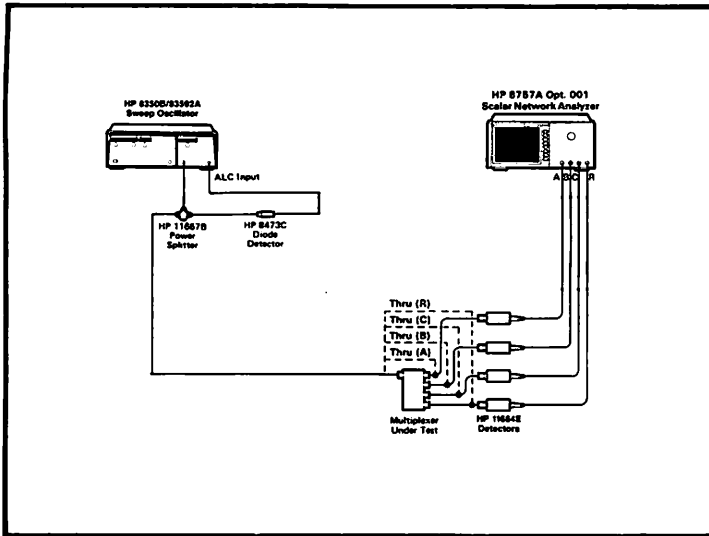 HP 8350B/83592A
Sweep Oscillator
ALC Input
HP 11667B
Power
Splitter
HP 8473C
Diode
Detector
HP 8757A Opt. 001
Scalar Network Analyzer
A B C R
Thru (R)
Thru (C)
Thru (B)
Thru (A)
Multiplexer
Under Test
HP 11664E
Detectors